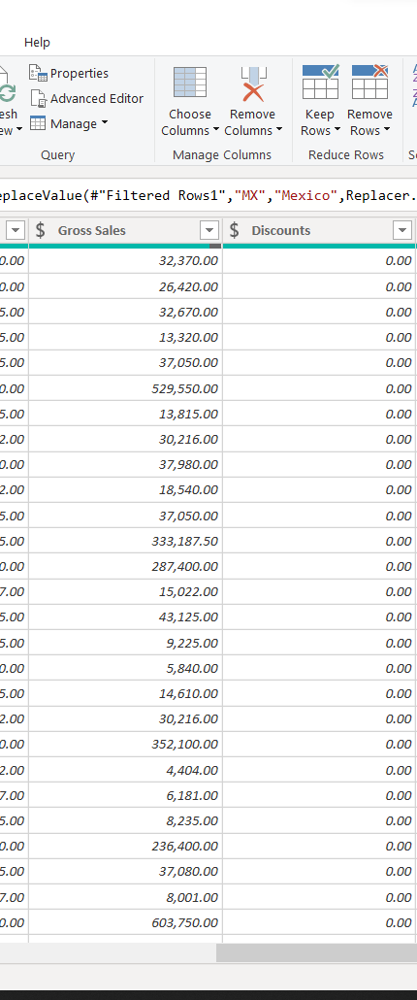 Help
Properties
Advanced Editor
Manage
Query
Choose Columns
Remove Columns
Manage Columns
Keep Rows
Remove Rows
Reduce Rows
eplaceValue(#"Filtered Rows1","MX","Mexico",Replacer.
$ Gross Sales $ Discounts
0.00 32,370.00 0.00
0.00 26,420.00 0.00
5.00 32,670.00 0.00
5.00 13,320.00 0.00
5.00 37,050.00 0.00
0.00 529,550.00 0.00
5.00 13,815.00 0.00
2.00 30,216.00 0.00
0.00 37,980.00 0.00
2.00 18,540.00 0.00
5.00 37,050.00 0.00
5.00 333,187.50 0.00
0.00 287,400.00 0.00
7.00 15,022.00 0.00
5.00 43,125.00 0.00
5.00 9,225.00 0.00
0.00 5,840.00 0.00
5.00 14,610.00 0.00
2.00 30,216.00 0.00
0.00 352,100.00 0.00
2.00 4,404.00 0.00
7.00 6,181.00 0.00
5.00 8,235.00 0.00
0.00 236,400.00 0.00
5.00 37,080.00 0.00
7.00 8,001.00 0.00
0.00 603,750.00 0.00